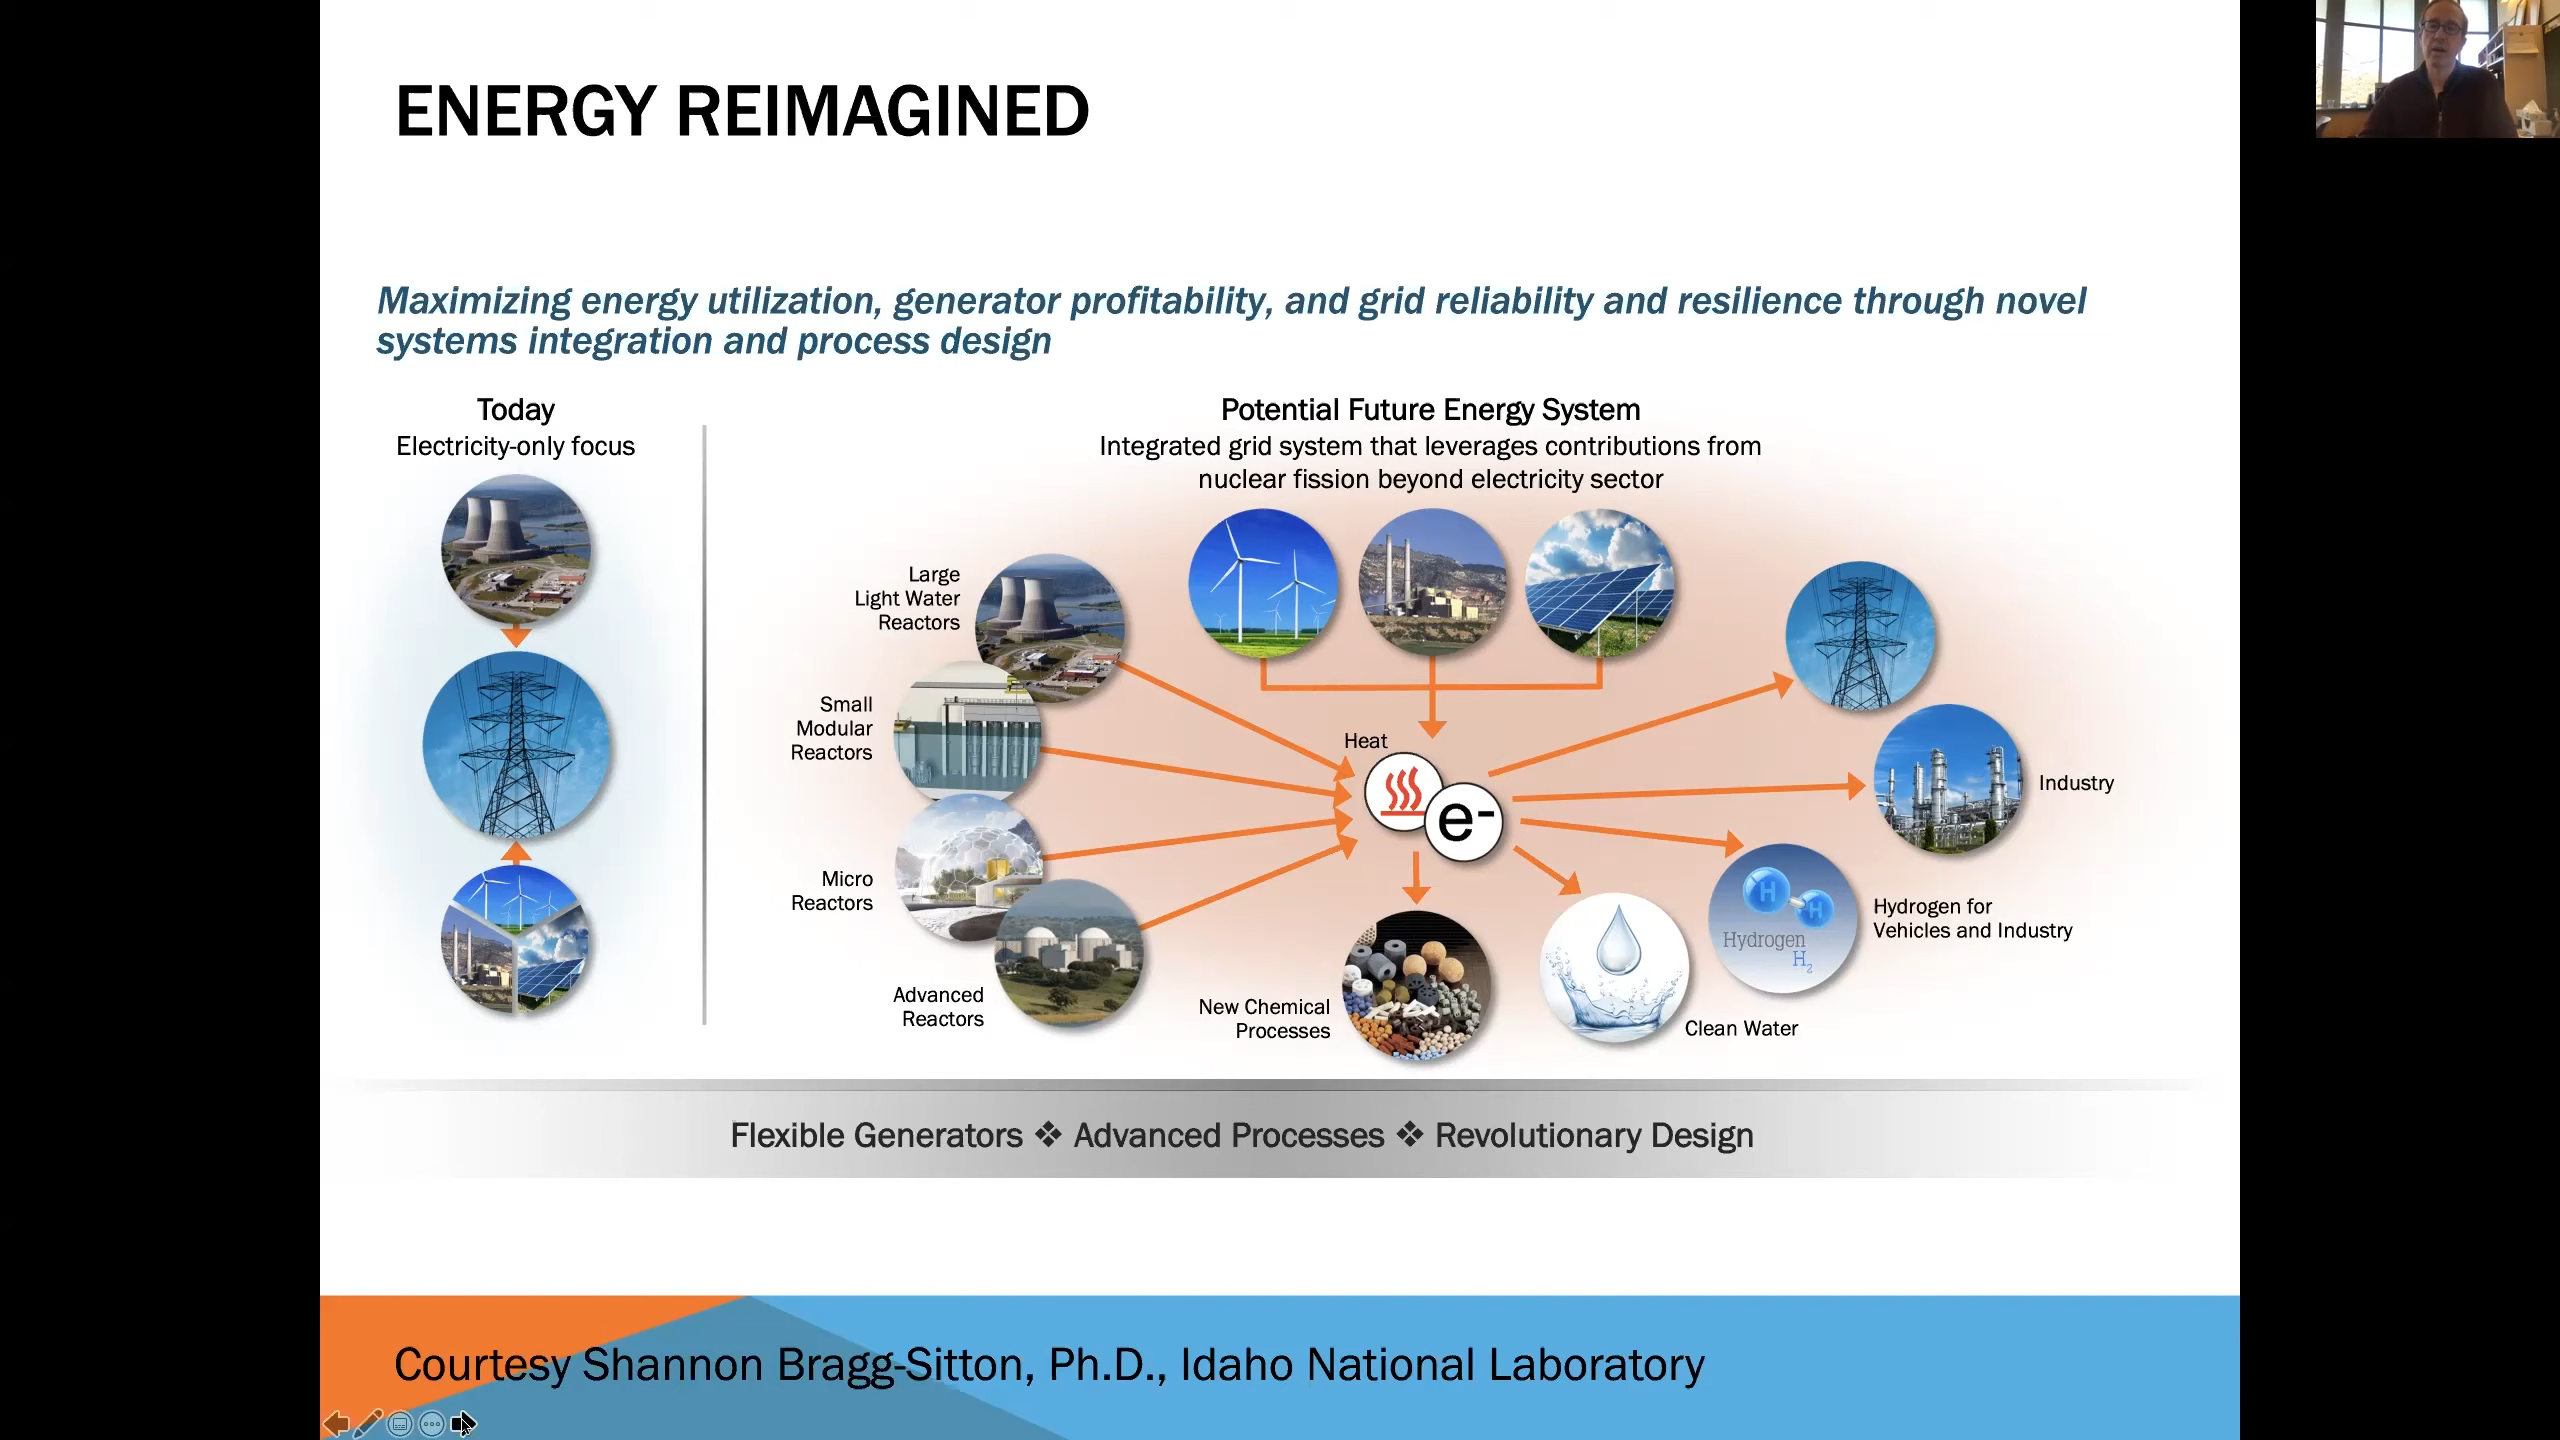 ENERGY REIMAGINED
Maximizing energy utilization, generator profitability, and grid reliability and resilience through novel
systems integration and process design
Today
Electricity-only focus
Potential Future Energy System
Integrated grid system that leverages contributions from
nuclear fission beyond electricity sector
Large
Light Water
Reactors
Small
Modular
Reactors
Micro
Reactors
Advanced
Reactors
Heat
e-
Industry
H H
Hydrogen
H2
Hydrogen for
Vehicles and Industry
Clean Water
New Chemical
Processes
Flexible Generators ❖ Advanced Processes ❖ Revolutionary Design
Courtesy Shannon Bragg-Sitton, Ph.D., Idaho National Laboratory